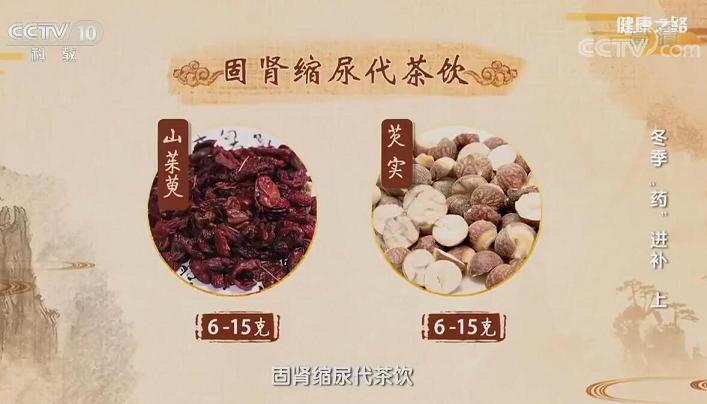 CCTV 10
科教
健康之路
CCTV.com
固肾缩尿代茶饮
山茱萸
芡实
6-15克
6-15克
冬季“药”进补 上
固肾缩尿代茶饮